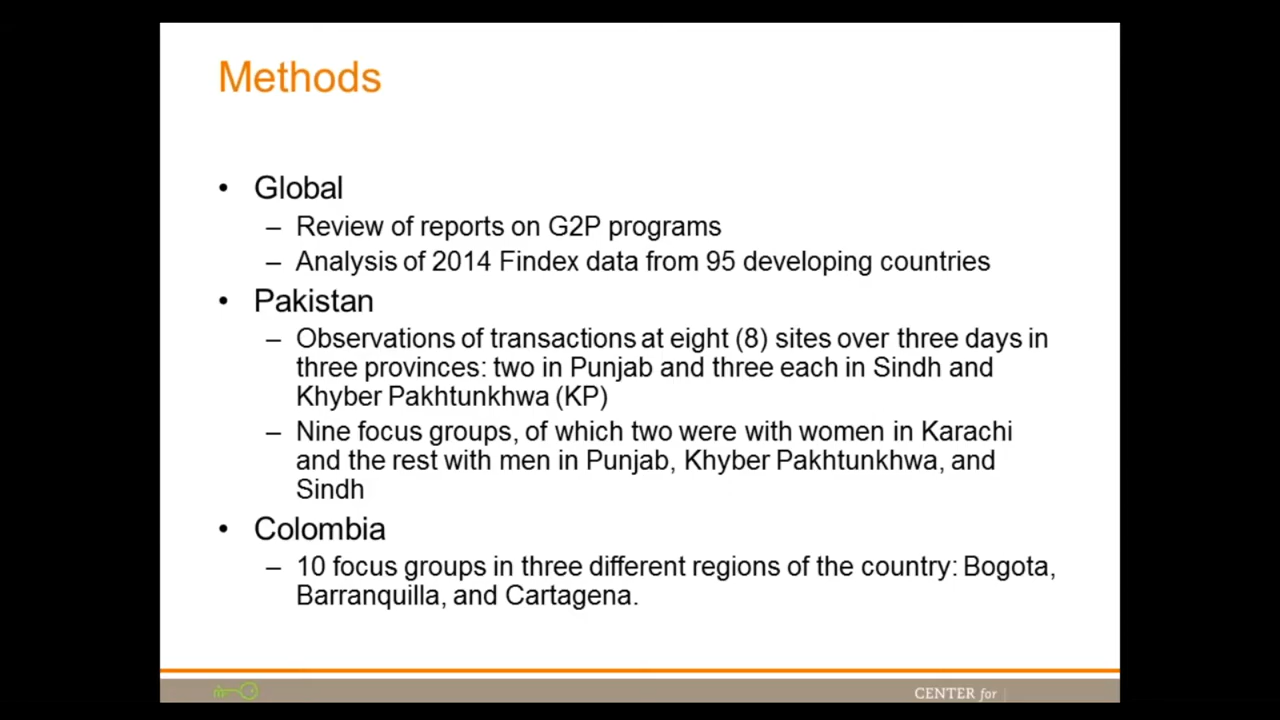 Methods
• Global
– Review of reports on G2P programs
– Analysis of 2014 Findex data from 95 developing countries
• Pakistan
– Observations of transactions at eight (8) sites over three days in
three provinces: two in Punjab and three each in Sindh and
Khyber Pakhtunkhwa (KP)
– Nine focus groups, of which two were with women in Karachi
and the rest with men in Punjab, Khyber Pakhtunkhwa, and
Sindh
• Colombia
– 10 focus groups in three different regions of the country: Bogota,
Barranquilla, and Cartagena.
CENTER for